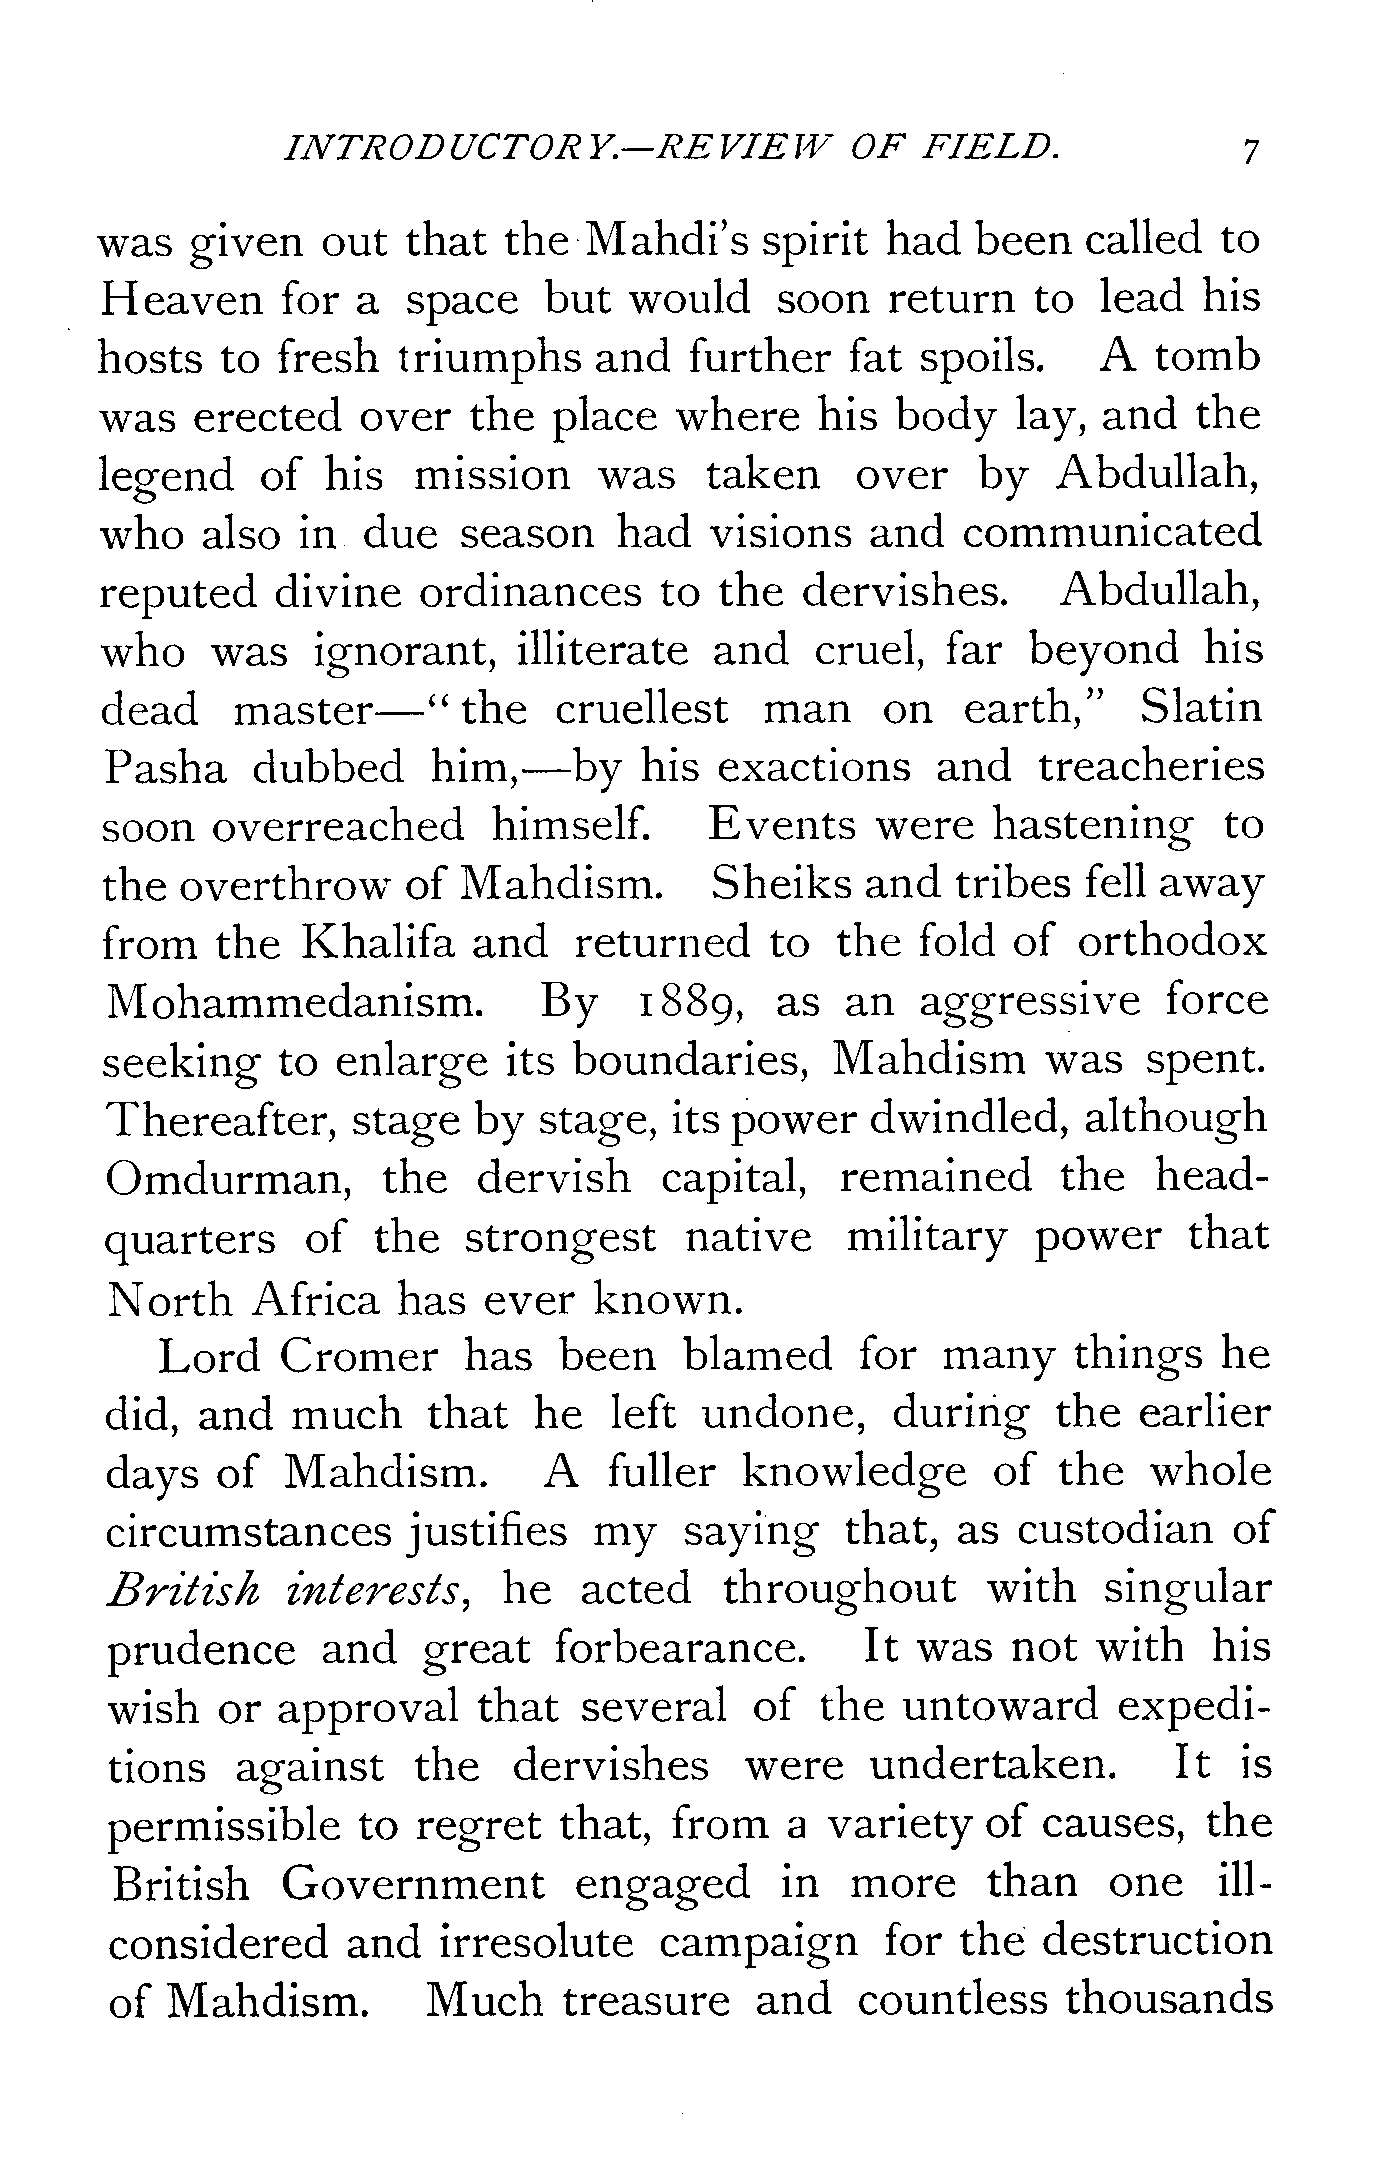 INTRODUCTORY.—REVIEW OF FIELD. 7
was given out that the Mahdi's spirit had been called to
Heaven for a space but would soon return to lead his
hosts to fresh triumphs and further fat spoils. A tomb
was erected over the place where his body lay, and the
legend of his mission was taken over by Abdullah,
who also in due season had visions and communicated
reputed divine ordinances to the dervishes. Abdullah,
who was ignorant, illiterate and cruel, far beyond his
dead master—“the cruellest man on earth,” Slatin
Pasha dubbed him,—by his exactions and treacheries
soon overreached himself. Events were hastening to
the overthrow of Mahdism. Sheiks and tribes fell away
from the Khalifa and returned to the fold of orthodox
Mohammedanism. By 1889, as an aggressive force
seeking to enlarge its boundaries, Mahdism was spent.
Thereafter, stage by stage, its power dwindled, although
Omdurman, the dervish capital, remained the head-
quarters of the strongest native military power that
North Africa has ever known.
Lord Cromer has been blamed for many things he
did, and much that he left undone, during the earlier
days of Mahdism. A fuller knowledge of the whole
circumstances justifies my saying that, as custodian of
British interests, he acted throughout with singular
prudence and great forbearance. It was not with his
wish or approval that several of the untoward expedi-
tions against the dervishes were undertaken. It is
permissible to regret that, from a variety of causes, the
British Government engaged in more than one ill-
considered and irresolute campaign for the destruction
of Mahdism. Much treasure and countless thousands